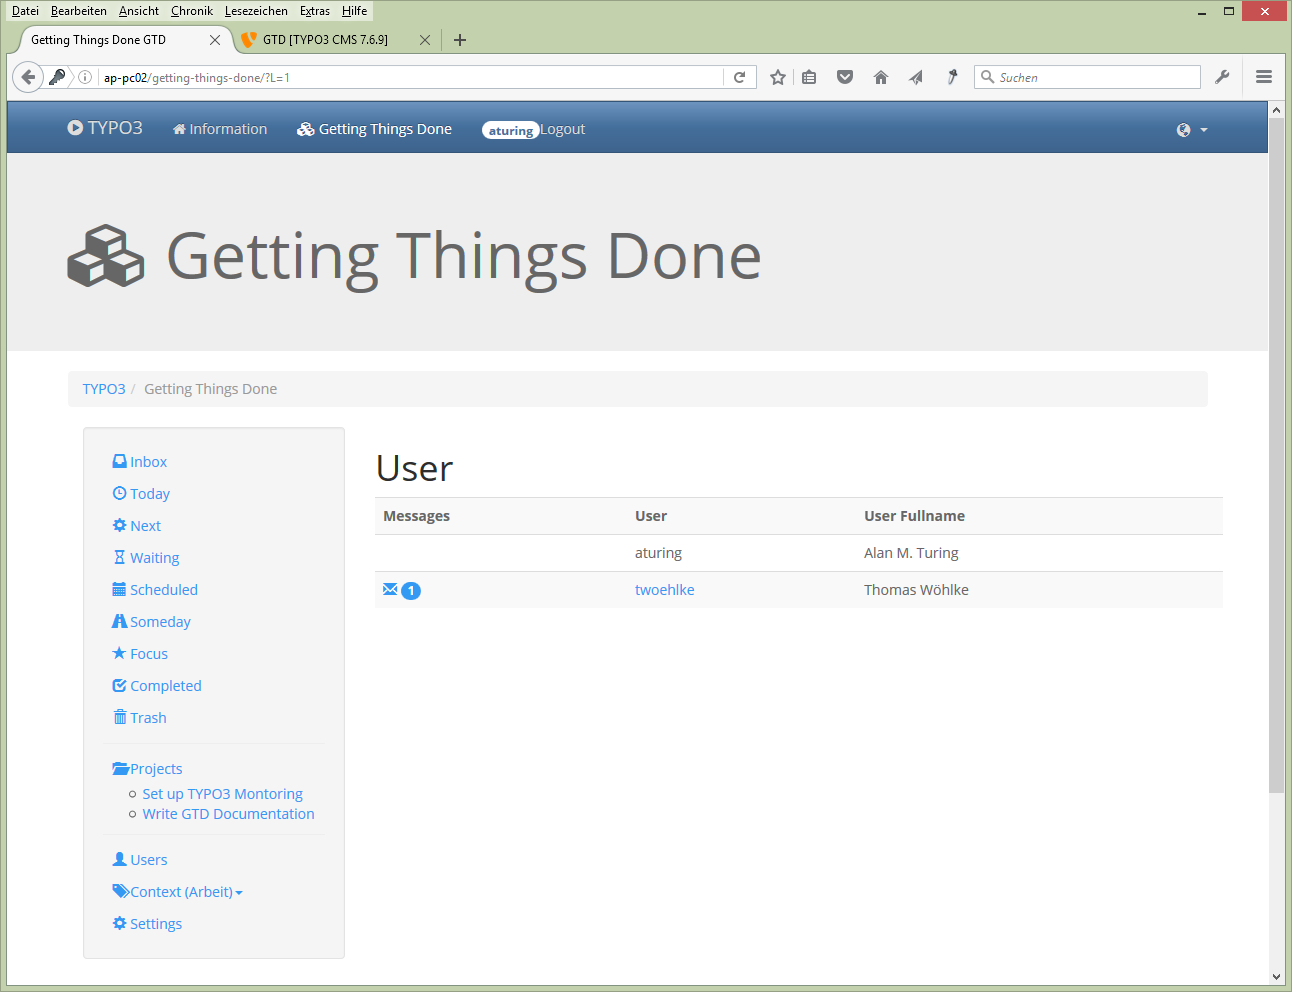 Datei Bearbeiten Ansicht Chronik Lesezeichen Extras Hilfe
Getting Things Done GTD
GTD [TYPO3 CMS 7.6.9]
ap-pc02/getting-things-done/?L=1
Suchen
TYPO3 Information Getting Things Done aturing Logout
Getting Things Done
TYPO3 / Getting Things Done
Inbox
Today
Next
Waiting
Scheduled
Someday
Focus
Completed
Trash
Projects
Set up TYPO3 Montoring
Write GTD Documentation
Users
Context (Arbeit)
Settings
User
Messages User User Fullname
aturing Alan M. Turing
1 twoehlke Thomas Wöhlke